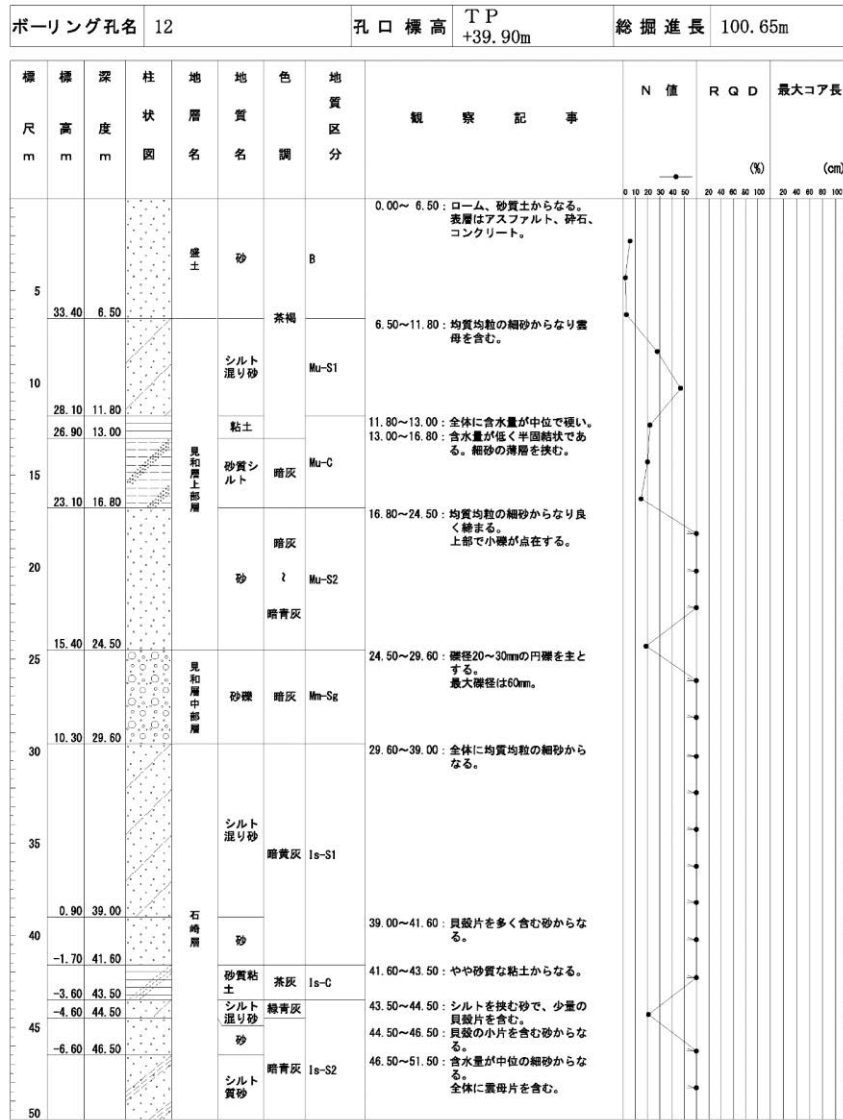 ボーリング孔名 12 孔口標高 TP +39.90m 総掘進長 100.65m
標尺 m 標高 m 深度 m 柱状図 地層名 地質名 色調 地質区分 観察記事 N値 RQD (%) 最大コア長 (cm)
0 10 20 30 40 50 20 40 60 80 100 20 40 60 80 100
盛土 砂 B
0.00～ 6.50：ローム、砂質土からなる。
表層はアスファルト、砕石、
コンクリート。
5
33.40 6.50
茶褐
シルト
混り砂
Mu-S1
6.50～11.80：均質均粒の細砂からなり雲
母を含む。
10
28.10 11.80
見和層上部層
粘土
11.80～13.00：全体に含水量が中位で硬い。
26.90 13.00
砂質シ
ルト
暗灰
Mu-C
13.00～16.80：含水量が低く半固結状であ
る。細砂の薄層を挟む。
15
23.10 16.80
砂
暗灰
～
暗青灰
Mu-S2
16.80～24.50：均質均粒の細砂からなり良
く締まる。
上部で小礫が点在する。
20
15.40 24.50
25
見和層中部層
砂礫 暗灰 Mm-Sg
24.50～29.60：礫径20～30mmの円礫を主と
する。
最大礫径は60mm。
10.30 29.60
30
石崎層
シルト
混り砂
暗黄灰 Is-S1
29.60～39.00：全体に均質均粒の細砂から
なる。
35
0.90 39.00
砂
39.00～41.60：貝殻片を多く含む砂からな
る。
40
-1.70 41.60
砂質粘
土
茶灰 Is-C
41.60～43.50：やや砂質な粘土からなる。
-3.60 43.50
シルト
混り砂
緑青灰
43.50～44.50：シルトを挟む砂で、少量の
貝殻片を含む。
-4.60 44.50
45
砂
44.50～46.50：貝殻の小片を含む砂からな
る。
-6.60 46.50
シルト
質砂
暗青灰 Is-S2
46.50～51.50：含水量が中位の細砂からな
る。
全体に雲母片を含む。
50